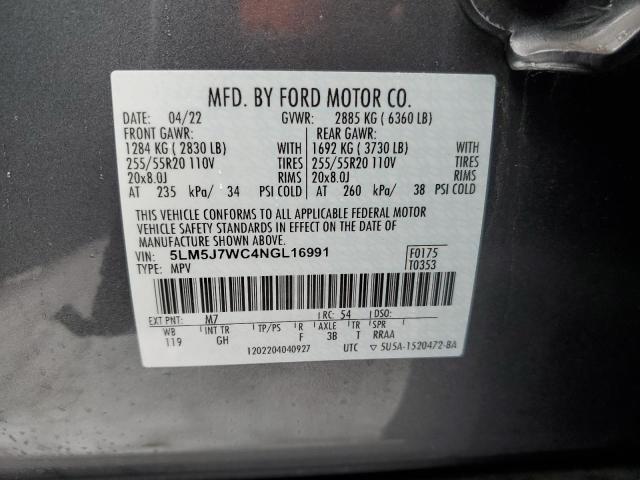 MFD. BY FORD MOTOR CO.
DATE: 04/22 GVWR: 2885 KG ( 6360 LB)
FRONT GAWR: REAR GAWR:
1284 KG ( 2830 LB) WITH 1692 KG ( 3730 LB) WITH
255/55R20 110V TIRES 255/55R20 110V TIRES
20x8.0J RIMS 20x8.0J RIMS
AT 235 kPa/ 34 PSI COLD AT 260 kPa/ 38 PSI COLD
THIS VEHICLE CONFORMS TO ALL APPLICABLE FEDERAL MOTOR
VEHICLE SAFETY STANDARDS IN EFFECT ON THE DATE OF
MANUFACTURE SHOWN ABOVE.
VIN: 5LM5J7WC4NGL16991 F0175
TYPE: MPV T0353
EXT PNT: M7 RC: 54 DSO:
WB INT TR TP/PS R AXLE TR SPR
119 GH F 3B T RRAA
1202204040927 UTC ▽ 5U5A-1520472-BA